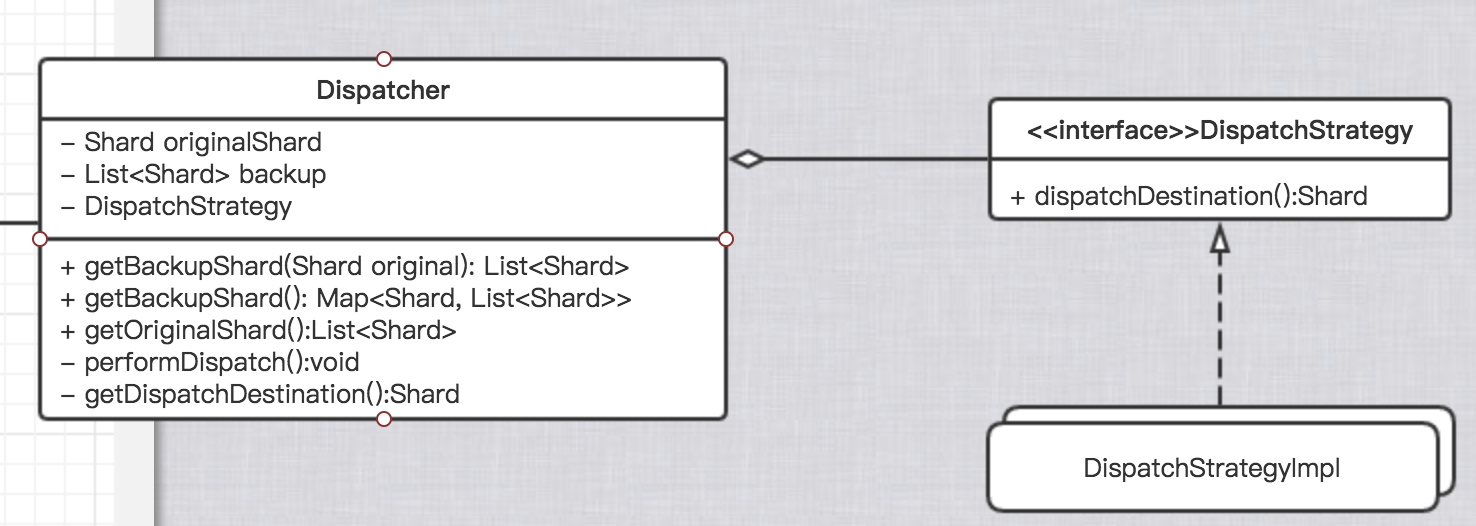 Dispatcher
– Shard originalShard
– List<Shard> backup
– DispatchStrategy
+ getBackupShard(Shard original): List<Shard>
+ getBackupShard(): Map<Shard, List<Shard>>
+ getOriginalShard():List<Shard>
– performDispatch():void
– getDispatchDestination():Shard
<<interface>>DispatchStrategy
+ dispatchDestination():Shard
DispatchStrategyImpl